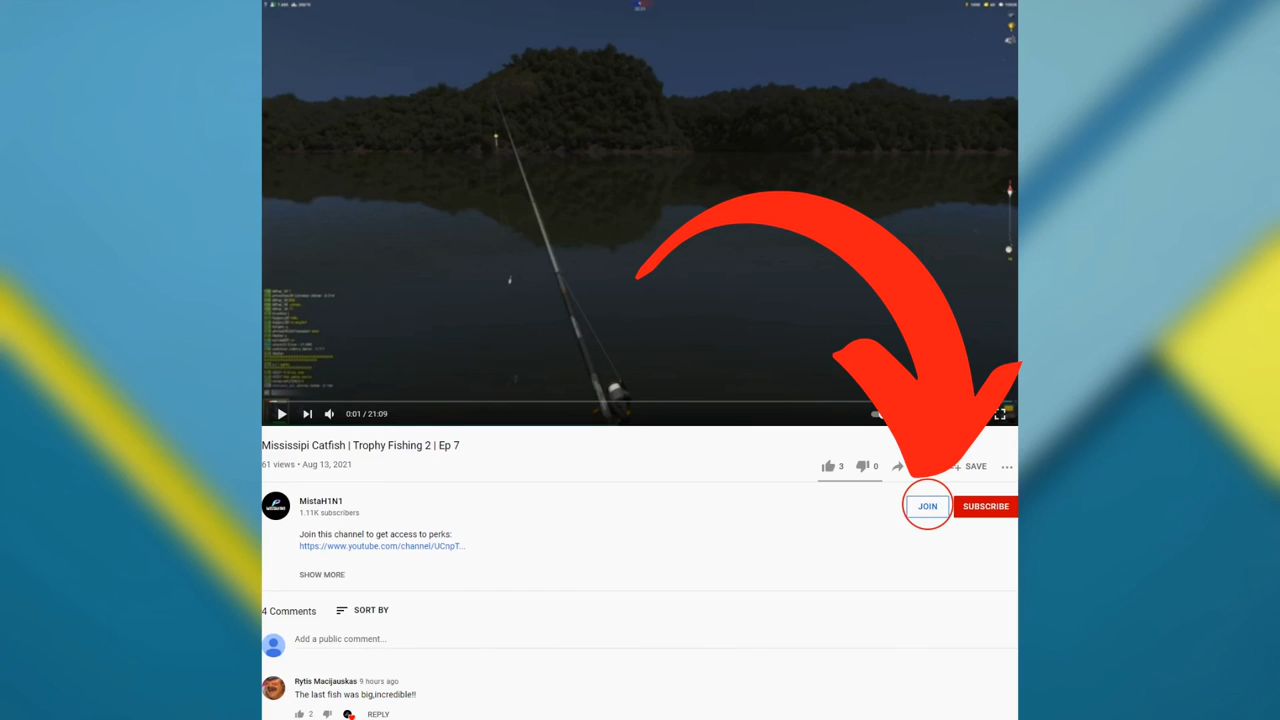 0:01 / 21:09
Mississipi Catfish | Trophy Fishing 2 | Ep 7
61 views • Aug 13, 2021
3
0
SAVE
MistaH1N1
1.11K subscribers
JOIN
SUBSCRIBE
Join this channel to get access to perks:
https://www.youtube.com/channel/UCnpT...
SHOW MORE
4 Comments
SORT BY
Add a public comment...
Rytis Macijauskas 9 hours ago
The last fish was big,incredible!!
2
REPLY